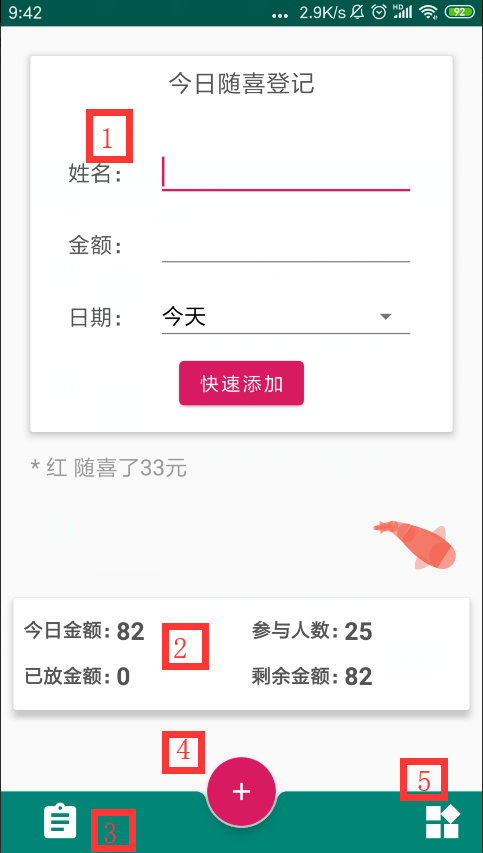 9:42 ... 2.9K/s HD 92
今日随喜登记
1
姓名：
金额：
日期： 今天
快速添加
* 红 随喜了33元
今日金额：82 参与人数：25
2
已放金额：0 剩余金额：82
4
+
5
3